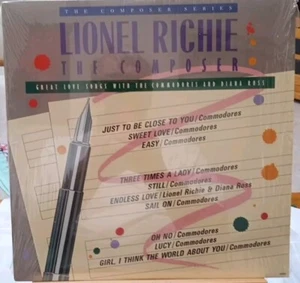 THE COMPOSER SERIES
LIONEL RICHIE
THE COMPOSER
GREAT LOVE SONGS WITH THE COMMODORES AND DIANA ROSS
JUST TO BE CLOSE TO YOU/Commodores
SWEET LOVE/Commodores
EASY/Commodores
THREE TIMES A LADY/Commodores
STILL/Commodores
ENDLESS LOVE/Lionel Richie & Diana Ross
SAIL ON/Commodores
OH NO/Commodores
LUCY/Commodores
GIRL, I THINK THE WORLD ABOUT YOU/Commodores